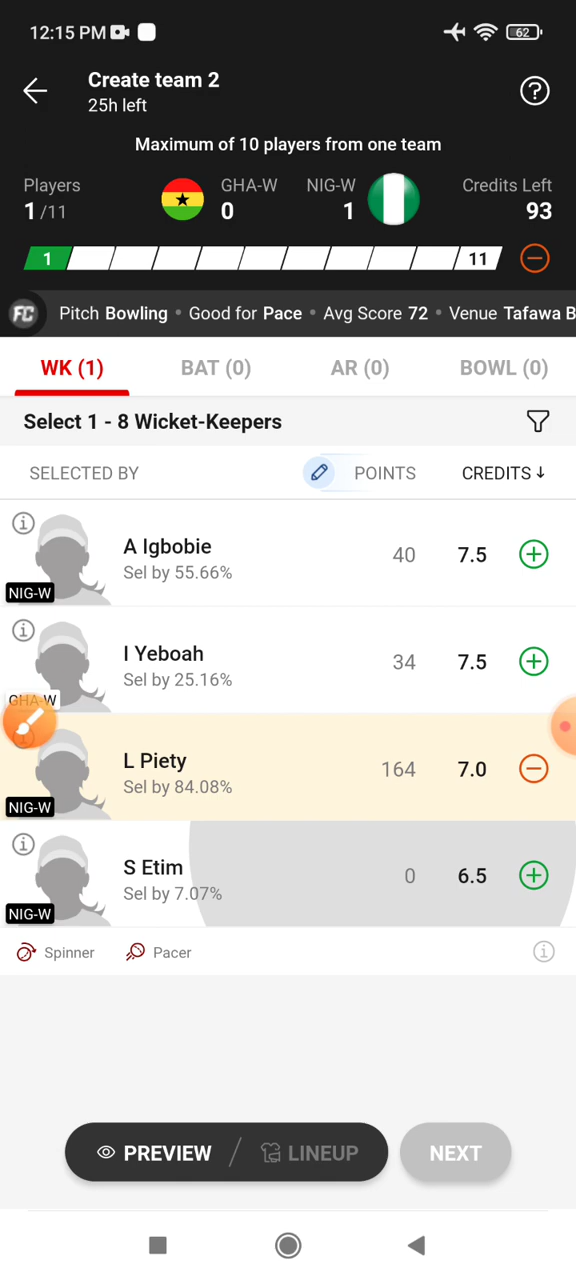 12:15 PM
62
Create team 2
25h left
Maximum of 10 players from one team
Players GHA-W NIG-W Credits Left
1/11 0 1 93
1 11
FC Pitch Bowling • Good for Pace • Avg Score 72 • Venue Tafawa B
WK (1) BAT (0) AR (0) BOWL (0)
Select 1 - 8 Wicket-Keepers
SELECTED BY POINTS CREDITS↓
A Igbobie 40 7.5
Sel by 55.66%
NIG-W
I Yeboah 34 7.5
Sel by 25.16%
GHA-W
L Piety 164 7.0
Sel by 84.08%
NIG-W
S Etim 0 6.5
Sel by 7.07%
NIG-W
Spinner Pacer
PREVIEW / LINEUP NEXT